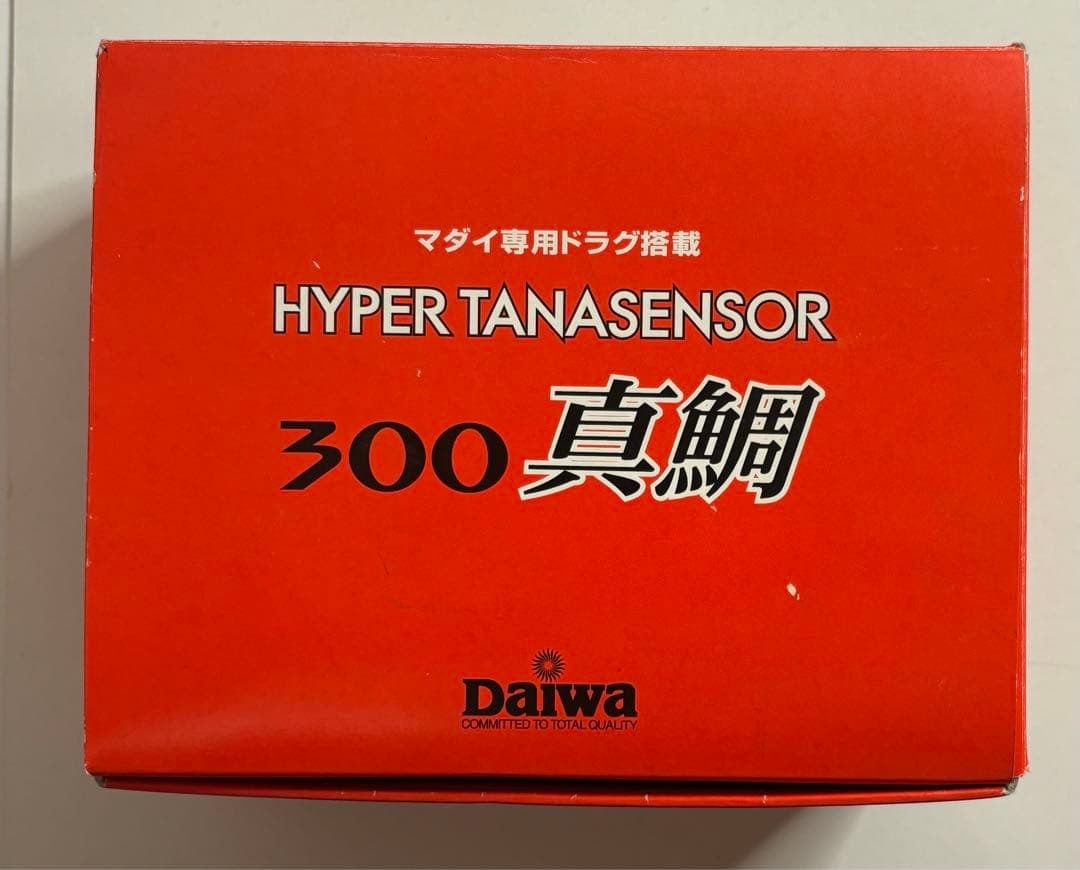 マダイ専用ドラグ搭載
HYPER TANASENSOR
300 真鯛
Daiwa
COMMITTED TO TOTAL QUALITY